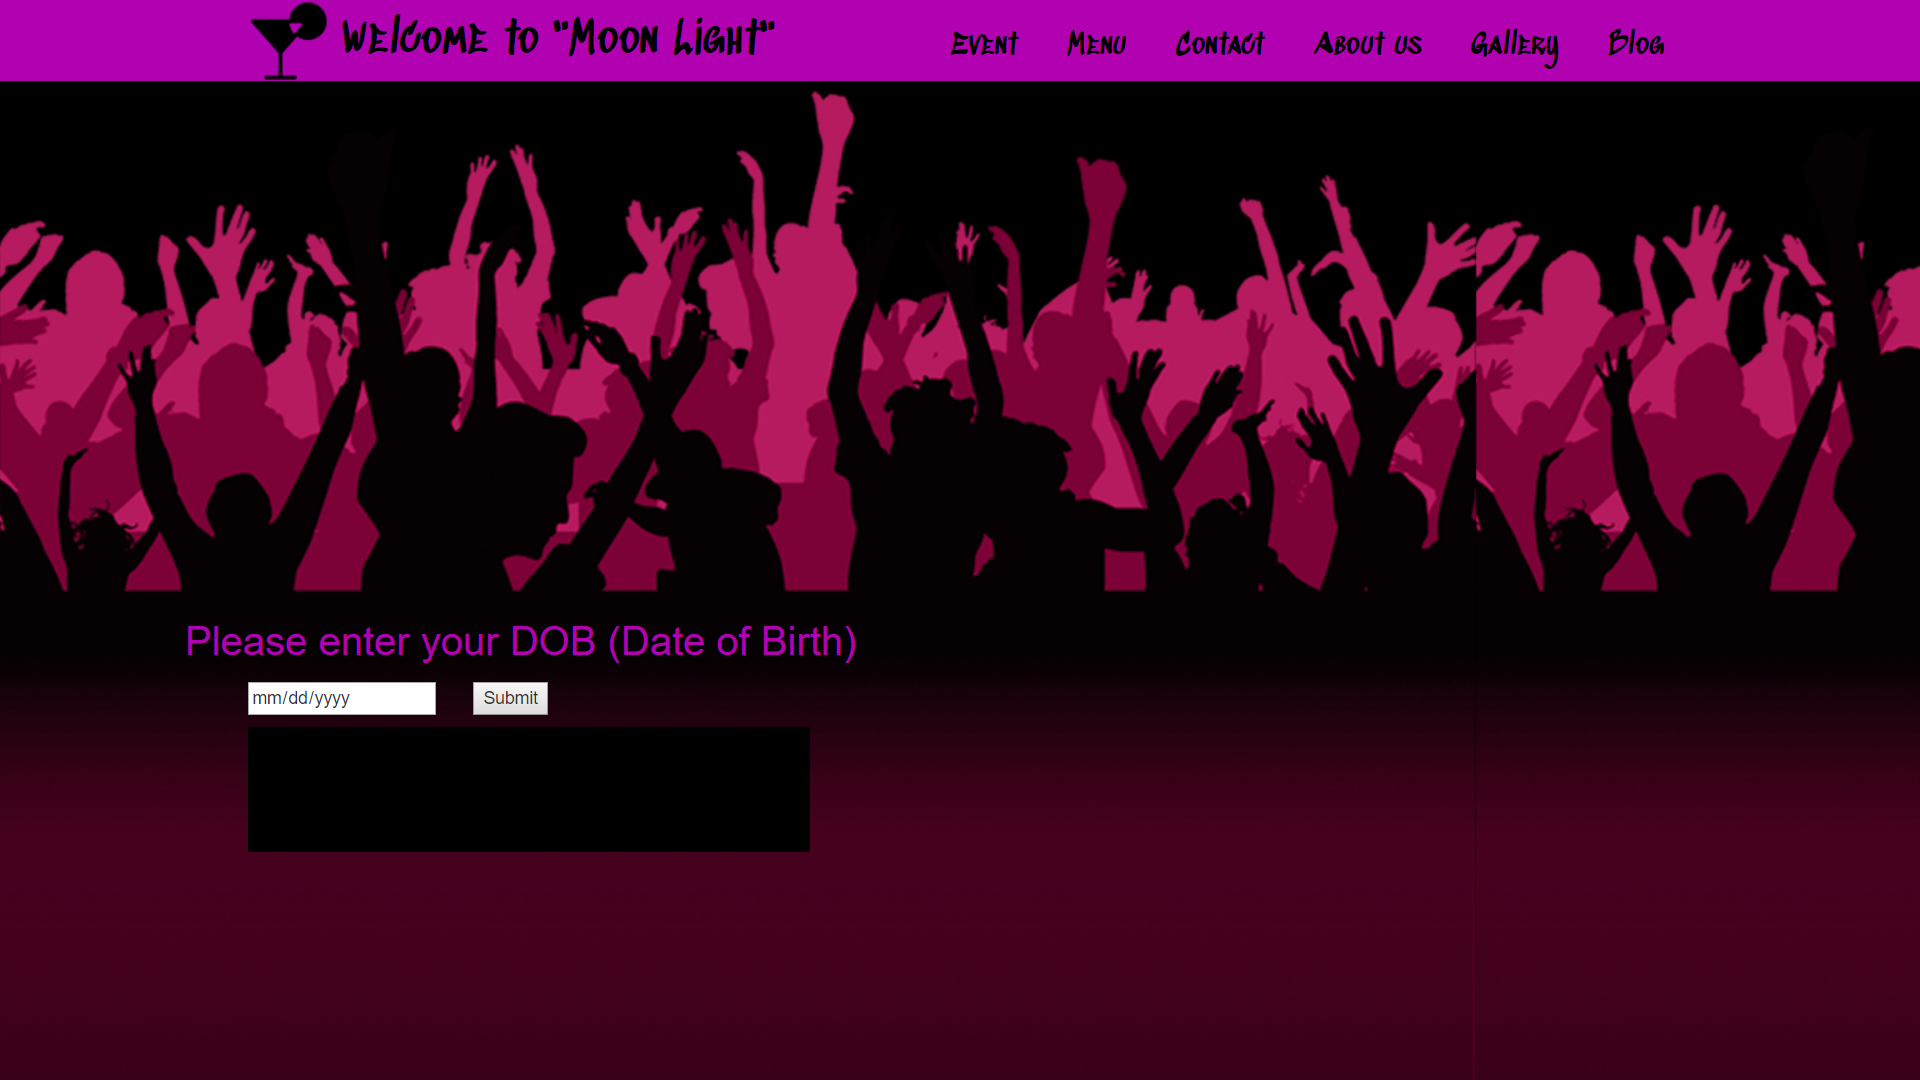 Welcome to "Moon Light"
Event Menu Contact About us Gallery Blog
Please enter your DOB (Date of Birth)
mm/dd/yyyy Submit